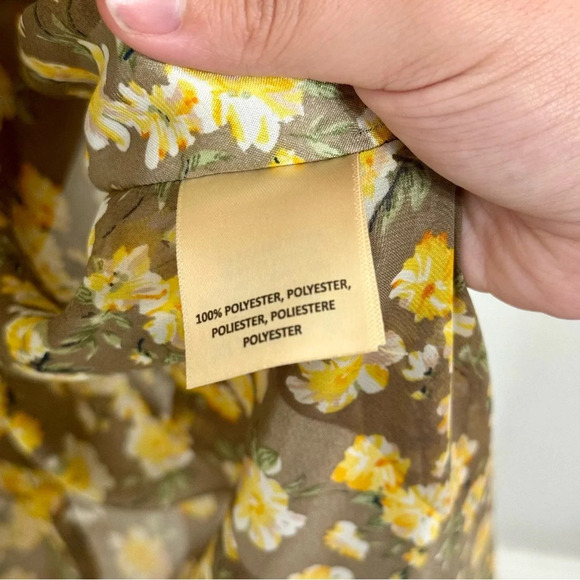 100% POLYESTER, POLYESTER,
POLIESTER, POLIESTERE
POLYESTER